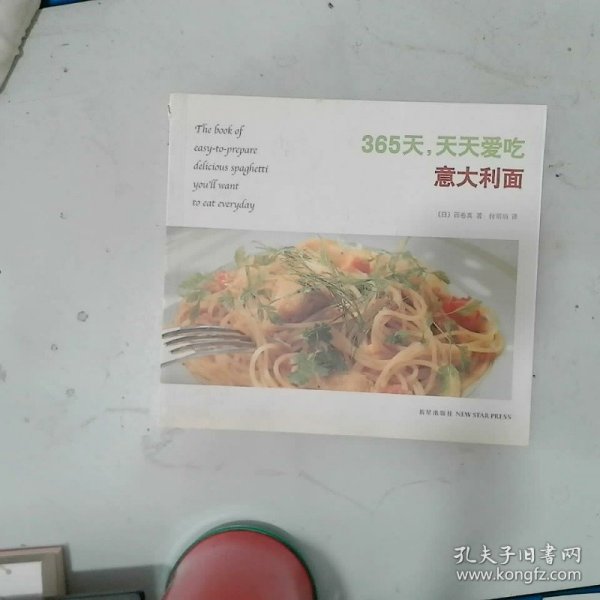 The book of
easy-to-prepare
delicious spaghetti
you'll want
to eat everyday
365天,天天爱吃
意大利面
新星出版社 NEW STAR PRESS
孔夫子旧书网
www.kongfz.com